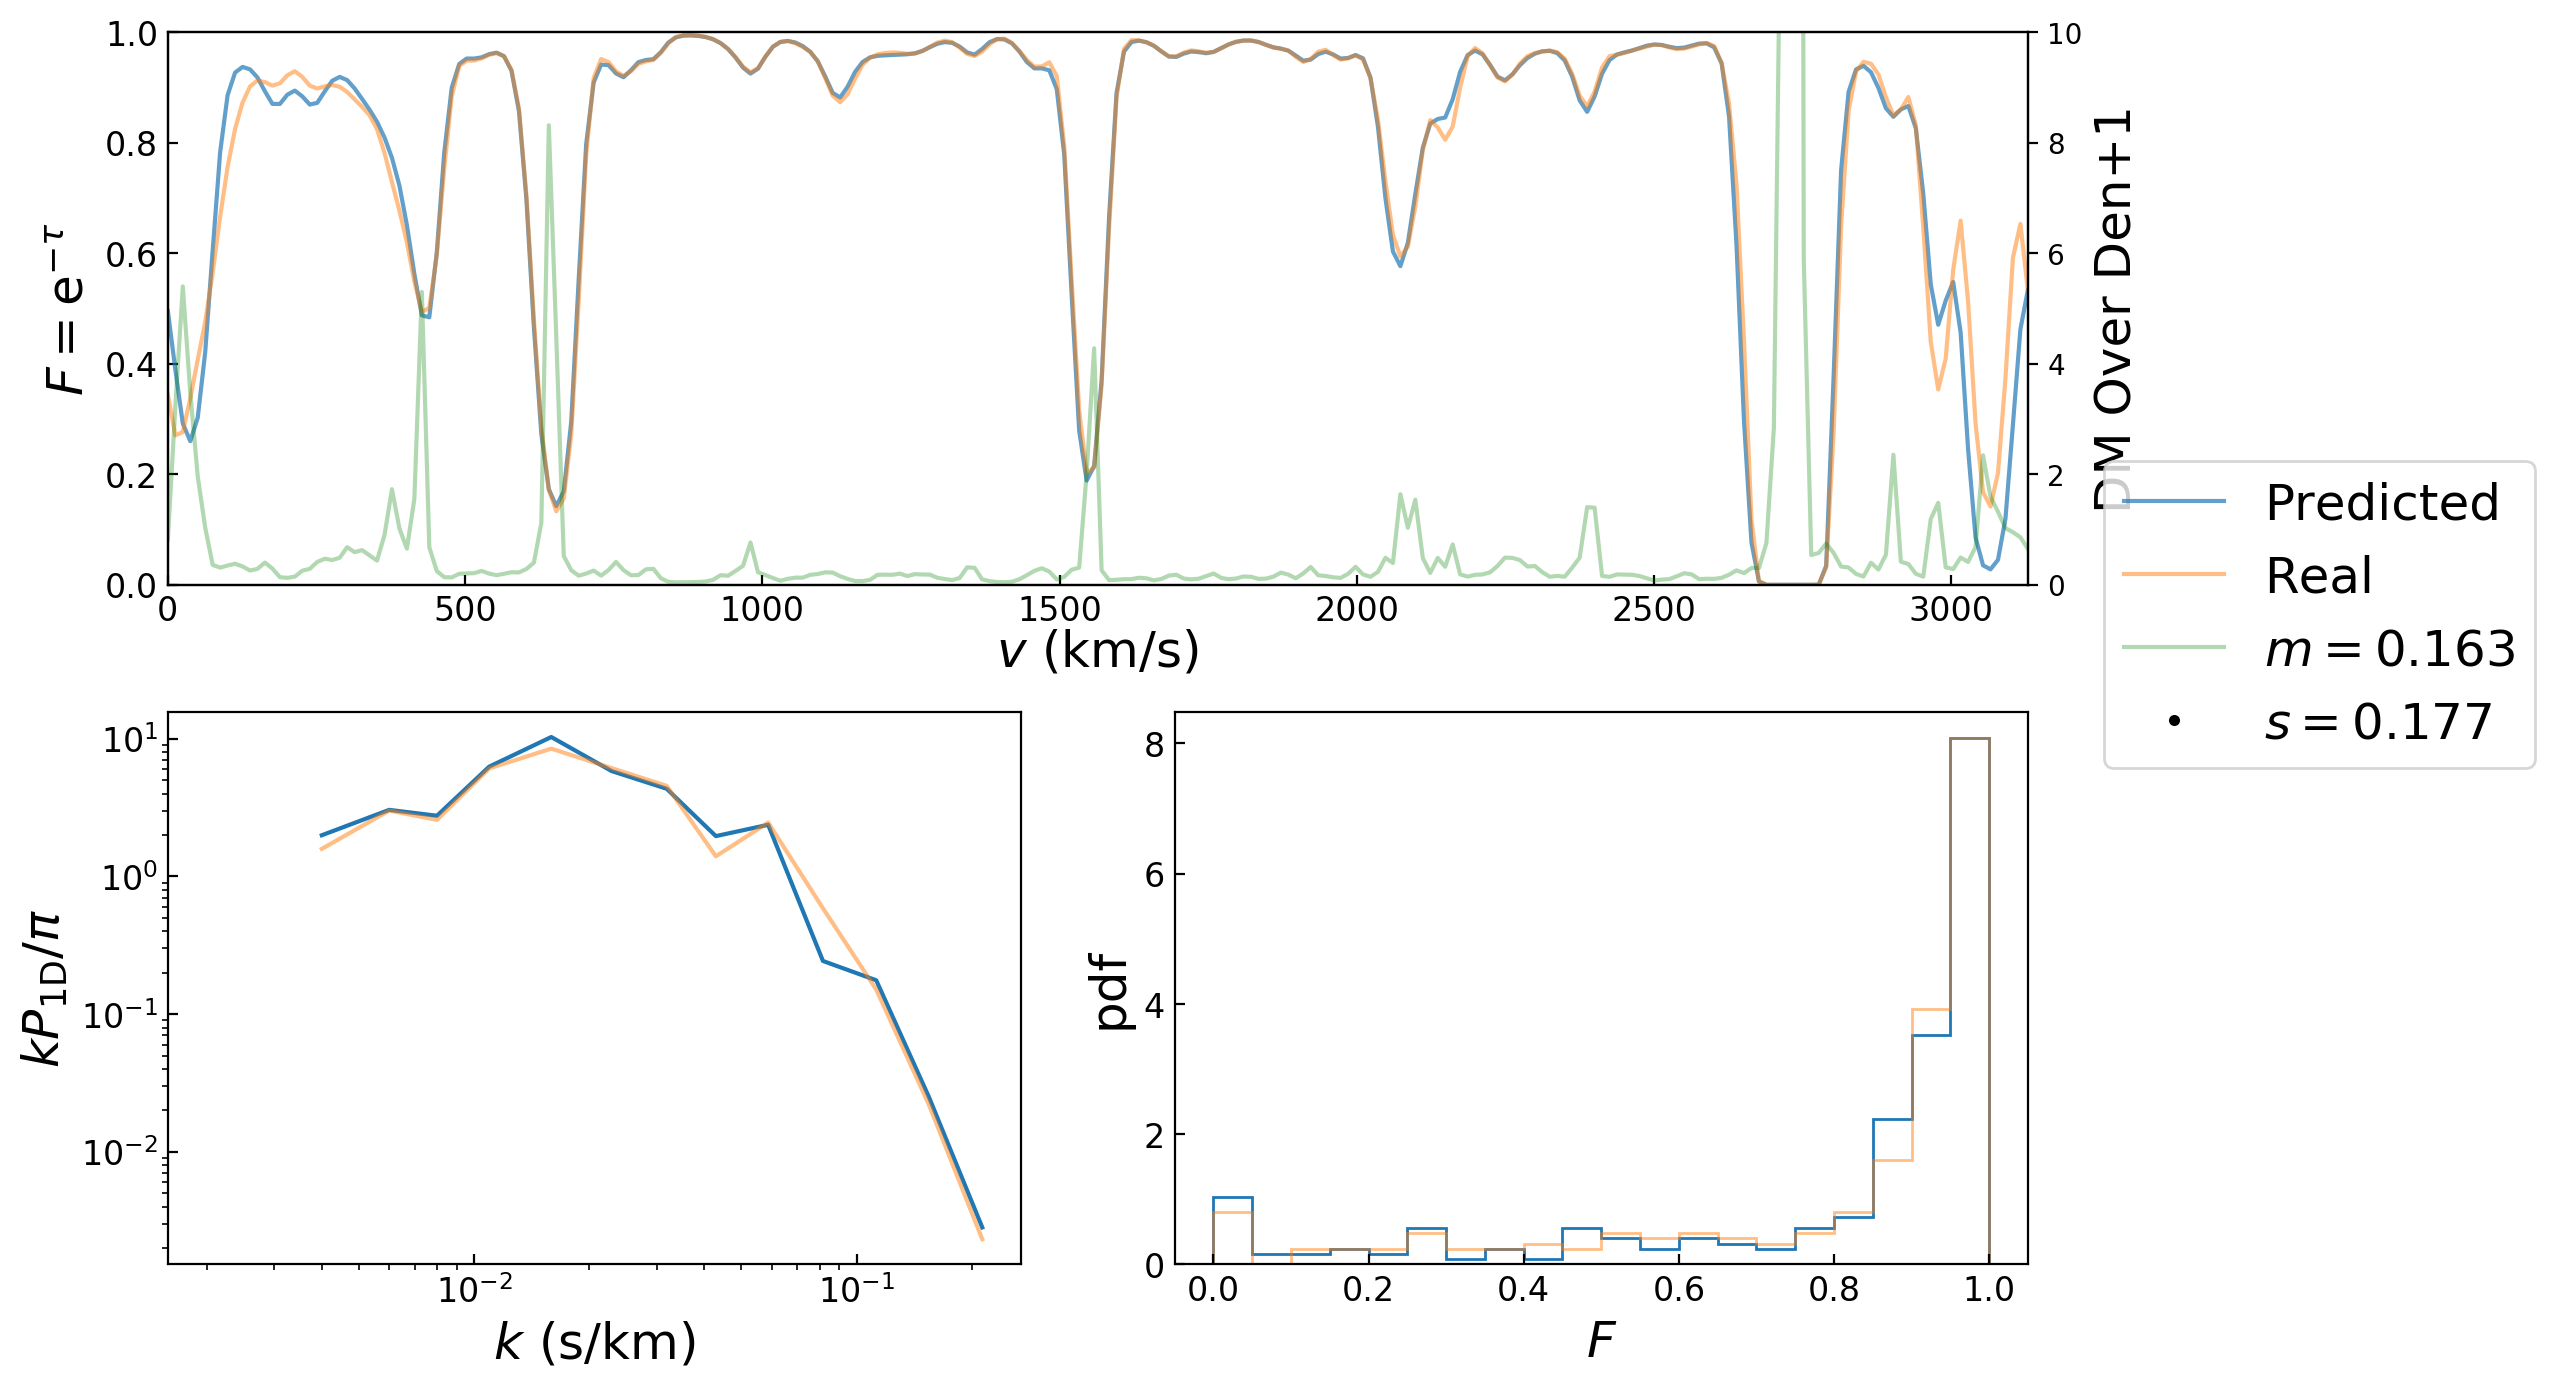 1.0
0.8
0.6
0.4
0.2
0.0
F = e^{-τ}
0 500 1000 1500 2000 2500 3000
v (km/s)
10
8
6
4
2
0
DM Over Den+1
Predicted
Real
m = 0.163
s = 0.177
10^1
10^0
10^{-1}
10^{-2}
kP_{1D}/π
10^{-2} 10^{-1}
k (s/km)
8
6
4
2
0
pdf
0.0 0.2 0.4 0.6 0.8 1.0
F